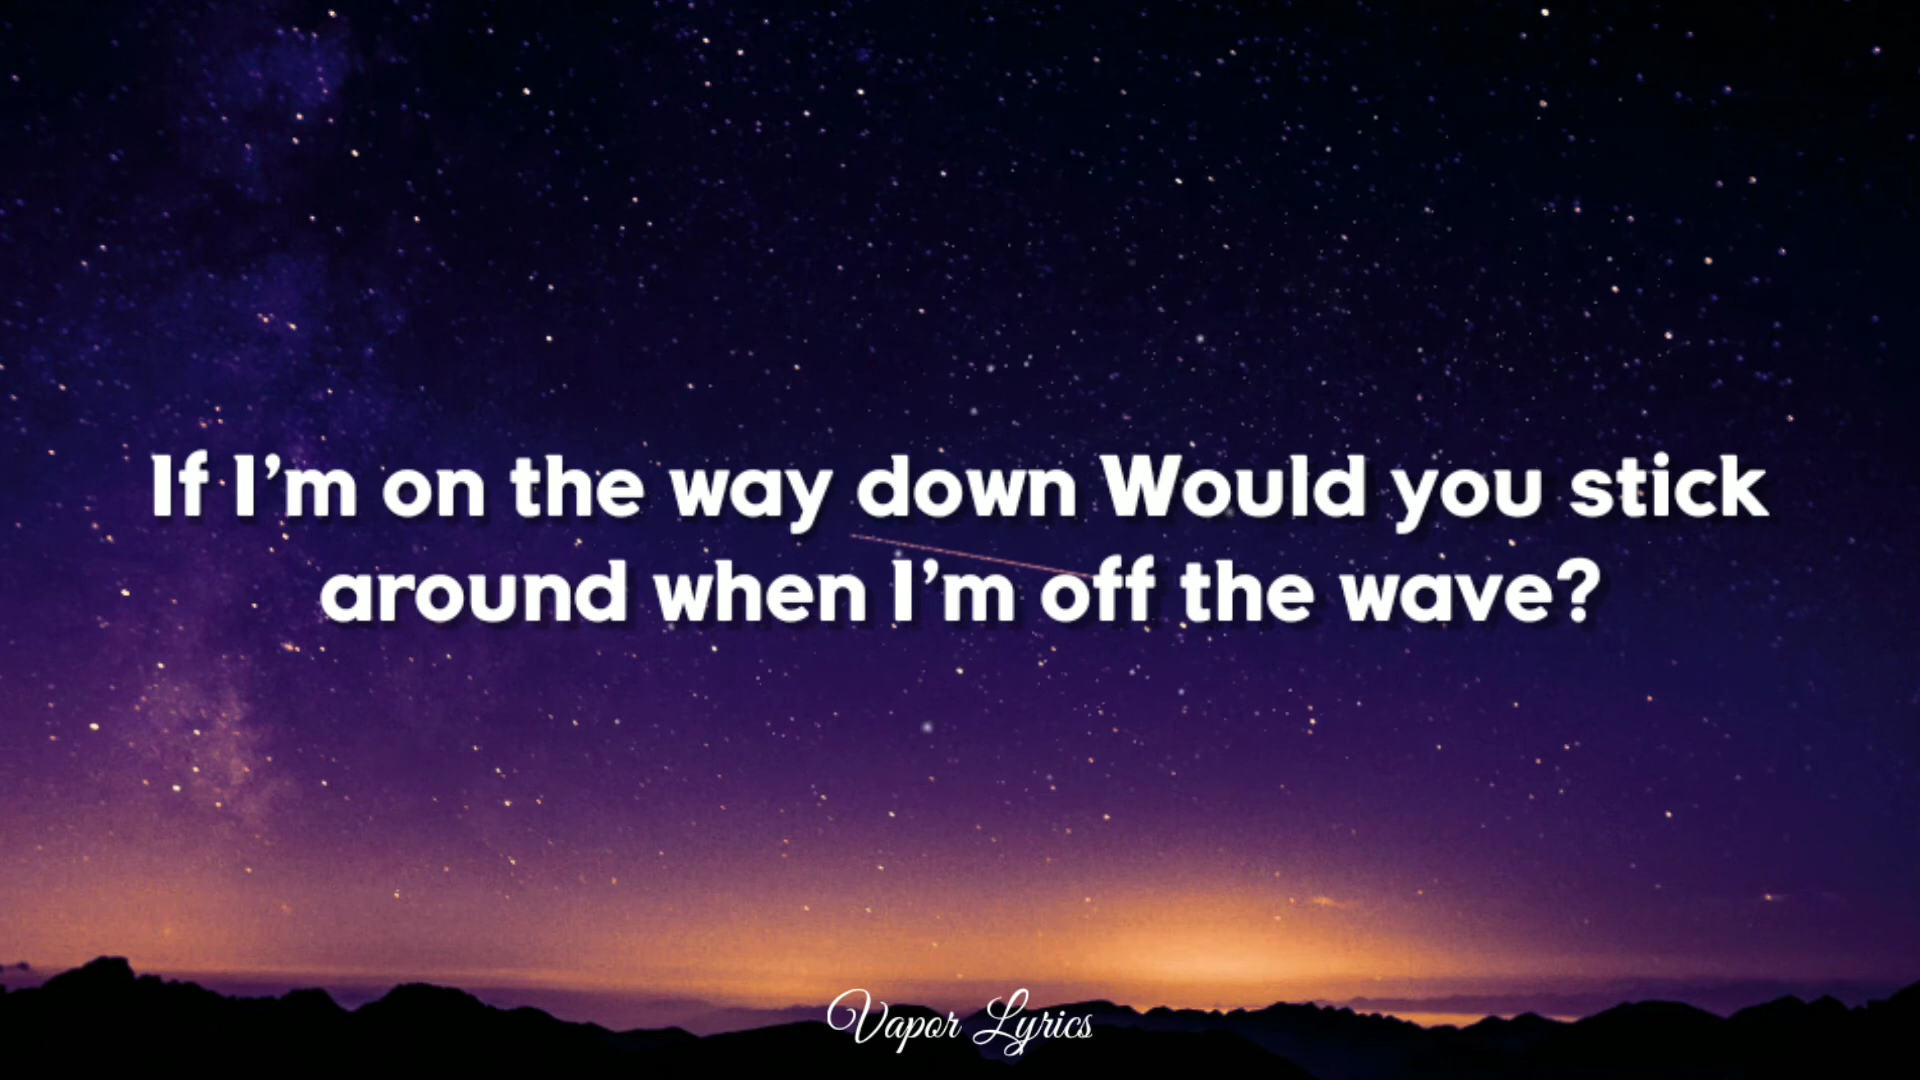 If I'm on the way down Would you stick
around when I'm off the wave?
Vapor Lyrics